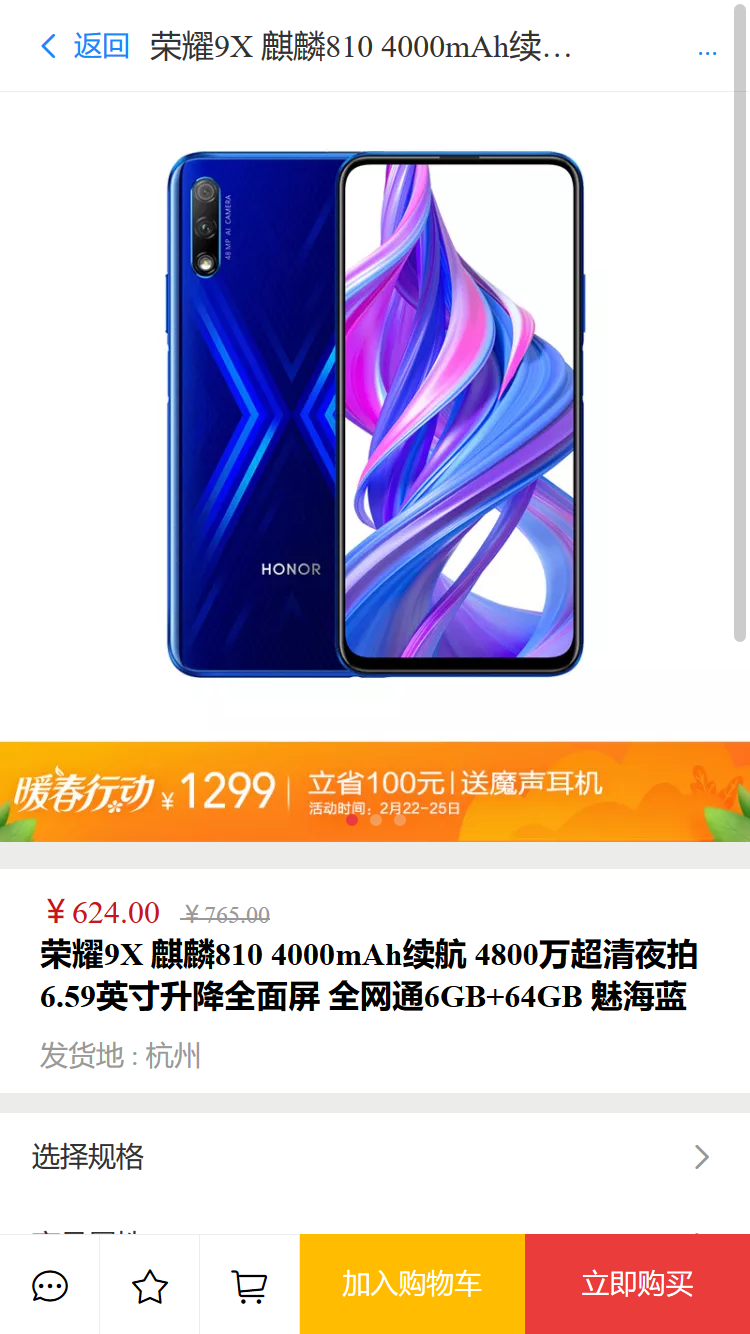 返回 荣耀9X 麒麟810 4000mAh续… ...
48MP AI CAMERA
HONOR
暖春行动 ¥1299 立省100元|送魔声耳机
活动时间：2月22-25日
￥624.00 ￥765.00
荣耀9X 麒麟810 4000mAh续航 4800万超清夜拍
6.59英寸升降全面屏 全网通6GB+64GB 魅海蓝
发货地 : 杭州
选择规格
加入购物车 立即购买